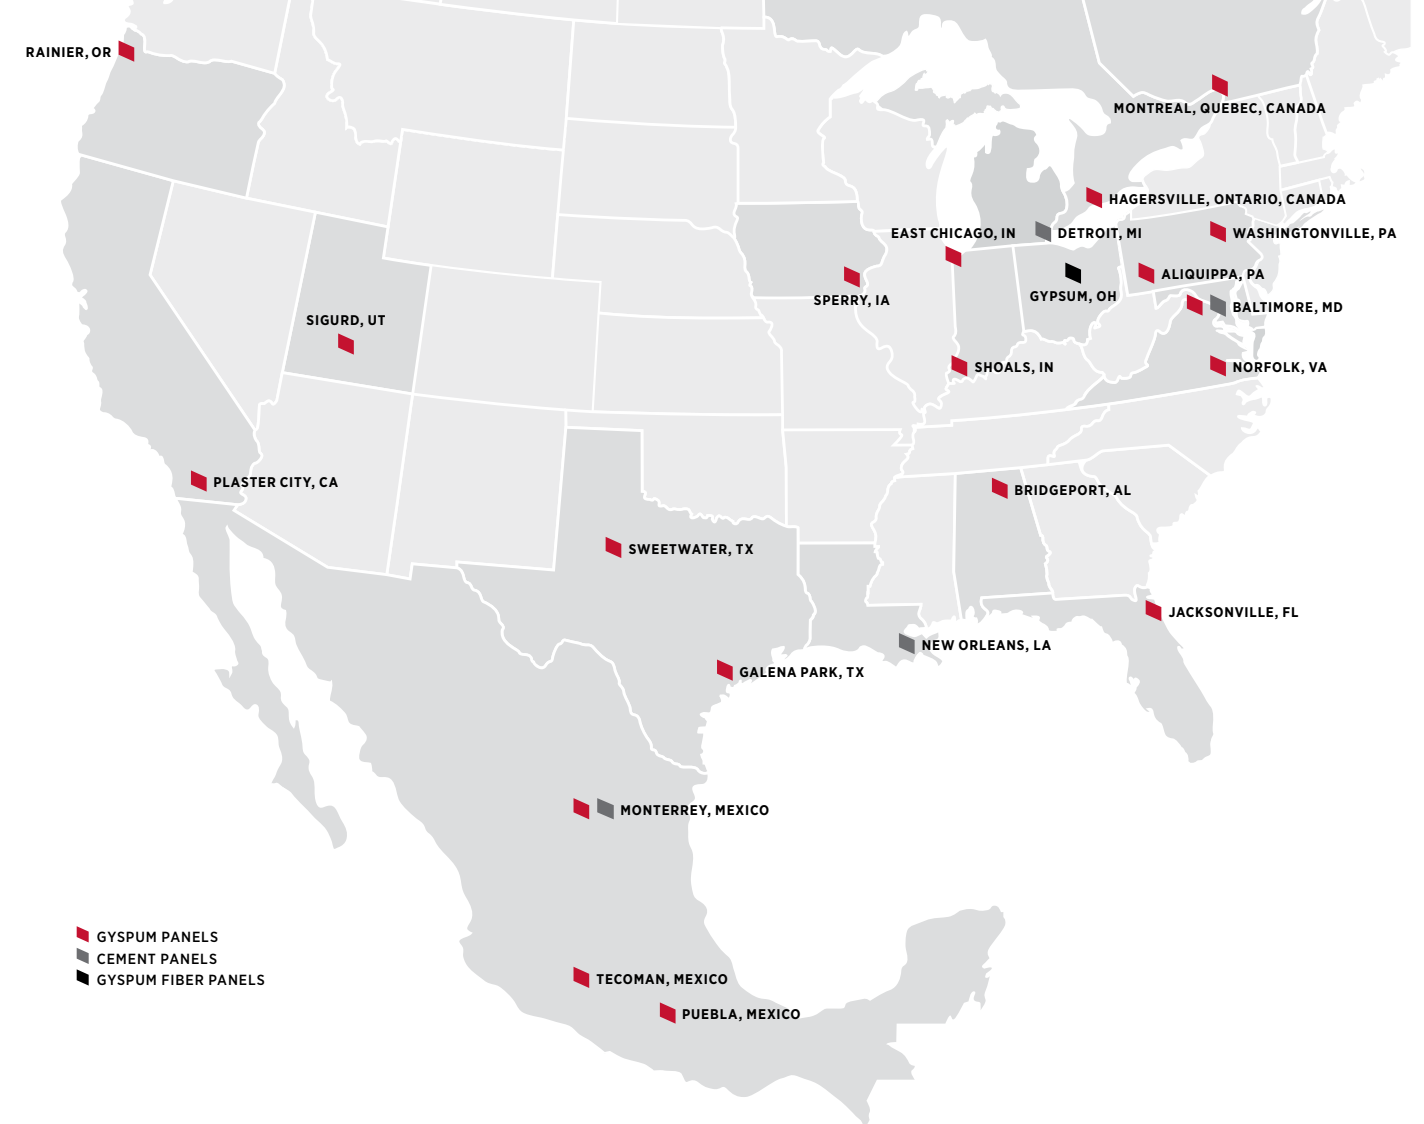 RAINIER, OR
MONTREAL, QUEBEC, CANADA
HAGERSVILLE, ONTARIO, CANADA
EAST CHICAGO, IN
DETROIT, MI
WASHINGTONVILLE, PA
ALIQUIPPA, PA
SPERRY, IA
GYPSUM, OH
BALTIMORE, MD
SIGURD, UT
SHOALS, IN
NORFOLK, VA
PLASTER CITY, CA
BRIDGEPORT, AL
SWEETWATER, TX
JACKSONVILLE, FL
NEW ORLEANS, LA
GALENA PARK, TX
MONTERREY, MEXICO
GYSPUM PANELS
CEMENT PANELS
GYSPUM FIBER PANELS
TECOMAN, MEXICO
PUEBLA, MEXICO